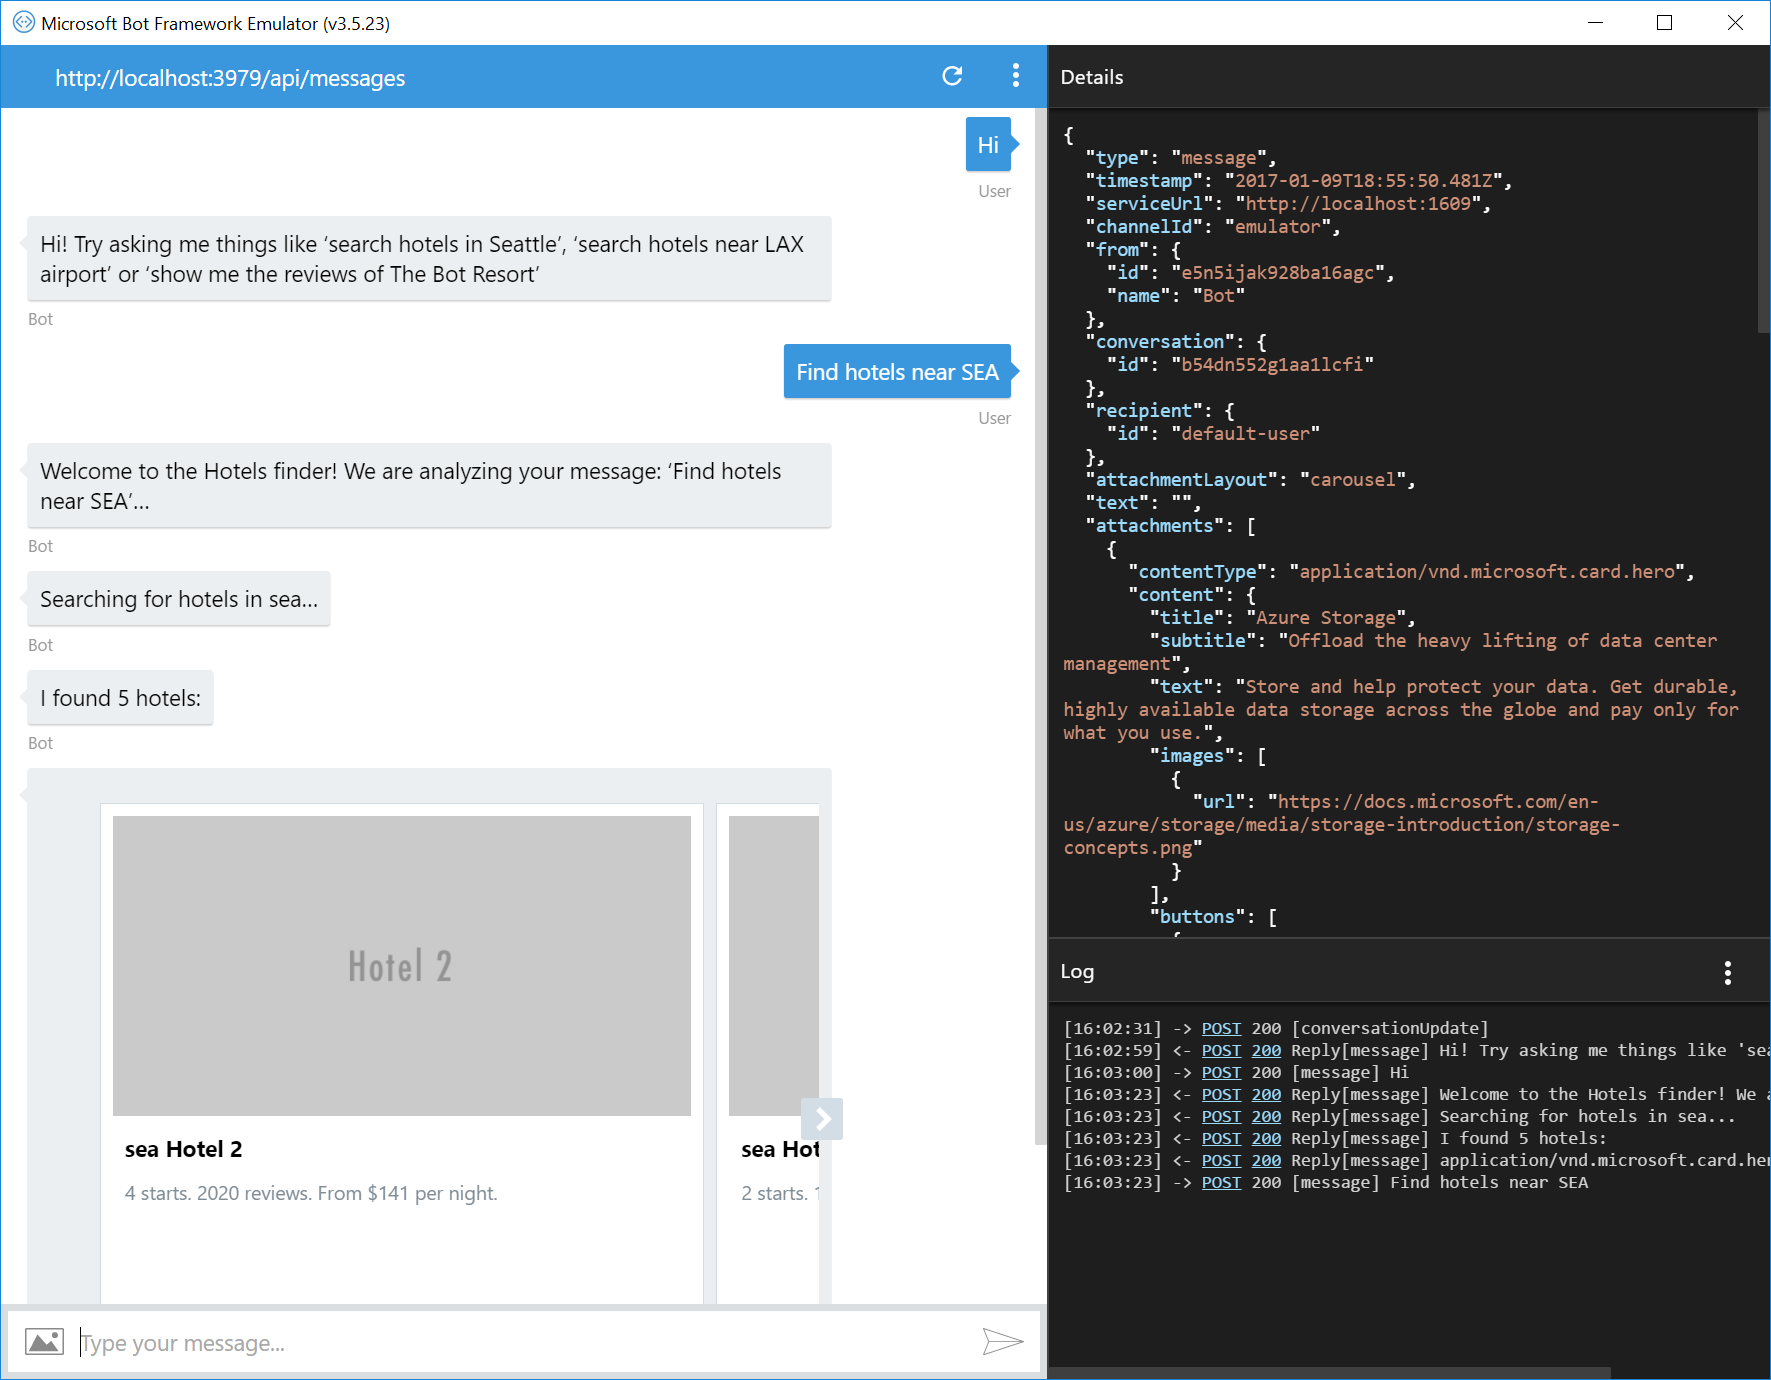 Microsoft Bot Framework Emulator (v3.5.23)
http://localhost:3979/api/messages
Hi
User
Hi! Try asking me things like ‘search hotels in Seattle’, ‘search hotels near LAX
airport’ or ‘show me the reviews of The Bot Resort’
Bot
Find hotels near SEA
User
Welcome to the Hotels finder! We are analyzing your message: ‘Find hotels
near SEA’...
Bot
Searching for hotels in sea...
Bot
I found 5 hotels:
Bot
Hotel 2
sea Hotel 2
4 starts. 2020 reviews. From $141 per night.
sea Hot
2 starts.
Type your message...
Details
{
"type": "message",
"timestamp": "2017-01-09T18:55:50.481Z",
"serviceUrl": "http://localhost:1609",
"channelId": "emulator",
"from": {
"id": "e5n5ijak928ba16agc",
"name": "Bot"
},
"conversation": {
"id": "b54dn552g1aa1lcfi"
},
"recipient": {
"id": "default-user"
},
"attachmentLayout": "carousel",
"text": "",
"attachments": [
{
"contentType": "application/vnd.microsoft.card.hero",
"content": {
"title": "Azure Storage",
"subtitle": "Offload the heavy lifting of data center
management",
"text": "Store and help protect your data. Get durable,
highly available data storage across the globe and pay only for
what you use.",
"images": [
{
"url": "https://docs.microsoft.com/en-
us/azure/storage/media/storage-introduction/storage-
concepts.png"
}
],
"buttons": [
Log
[16:02:31] -> POST 200 [conversationUpdate]
[16:02:59] <- POST 200 Reply[message] Hi! Try asking me things like 'sea
[16:03:00] -> POST 200 [message] Hi
[16:03:23] <- POST 200 Reply[message] Welcome to the Hotels finder! We a
[16:03:23] <- POST 200 Reply[message] Searching for hotels in sea...
[16:03:23] <- POST 200 Reply[message] I found 5 hotels:
[16:03:23] <- POST 200 Reply[message] application/vnd.microsoft.card.her
[16:03:23] -> POST 200 [message] Find hotels near SEA